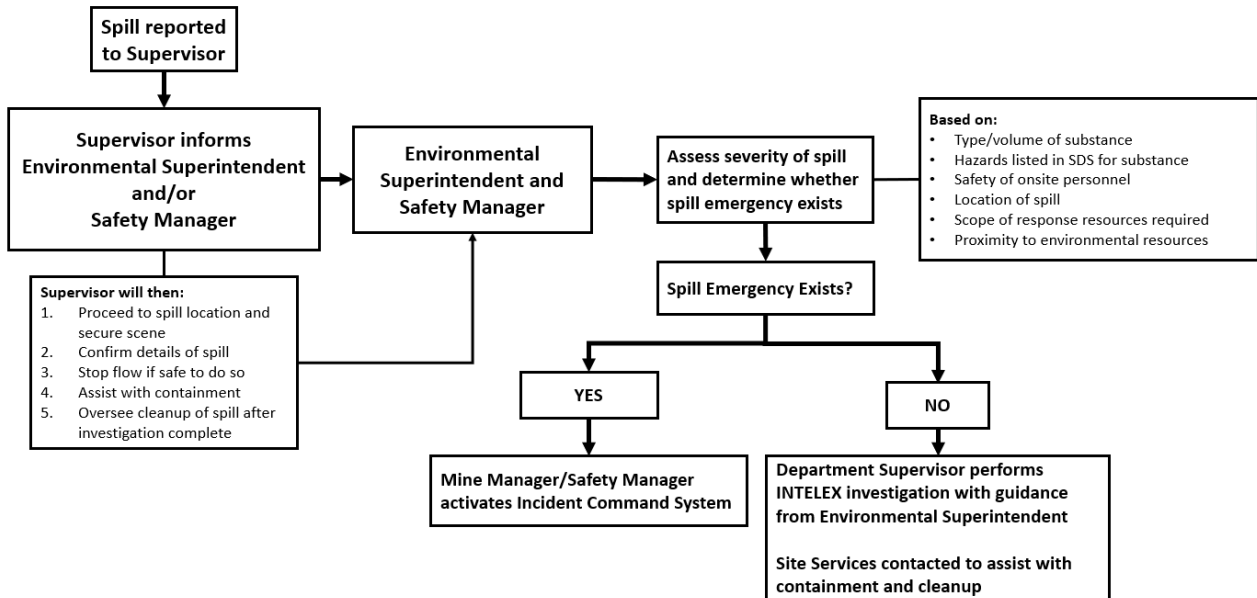 Spill reported
to Supervisor
Supervisor informs
Environmental Superintendent
and/or
Safety Manager
Supervisor will then:
1. Proceed to spill location and
secure scene
2. Confirm details of spill
3. Stop flow if safe to do so
4. Assist with containment
5. Oversee cleanup of spill after
investigation complete
Environmental
Superintendent and
Safety Manager
Assess severity of spill
and determine whether
spill emergency exists
Based on:
• Type/volume of substance
• Hazards listed in SDS for substance
• Safety of onsite personnel
• Location of spill
• Scope of response resources required
• Proximity to environmental resources
Spill Emergency Exists?
YES
Mine Manager/Safety Manager
activates Incident Command System
NO
Department Supervisor performs
INTELEX investigation with guidance
from Environmental Superintendent
Site Services contacted to assist with
containment and cleanup